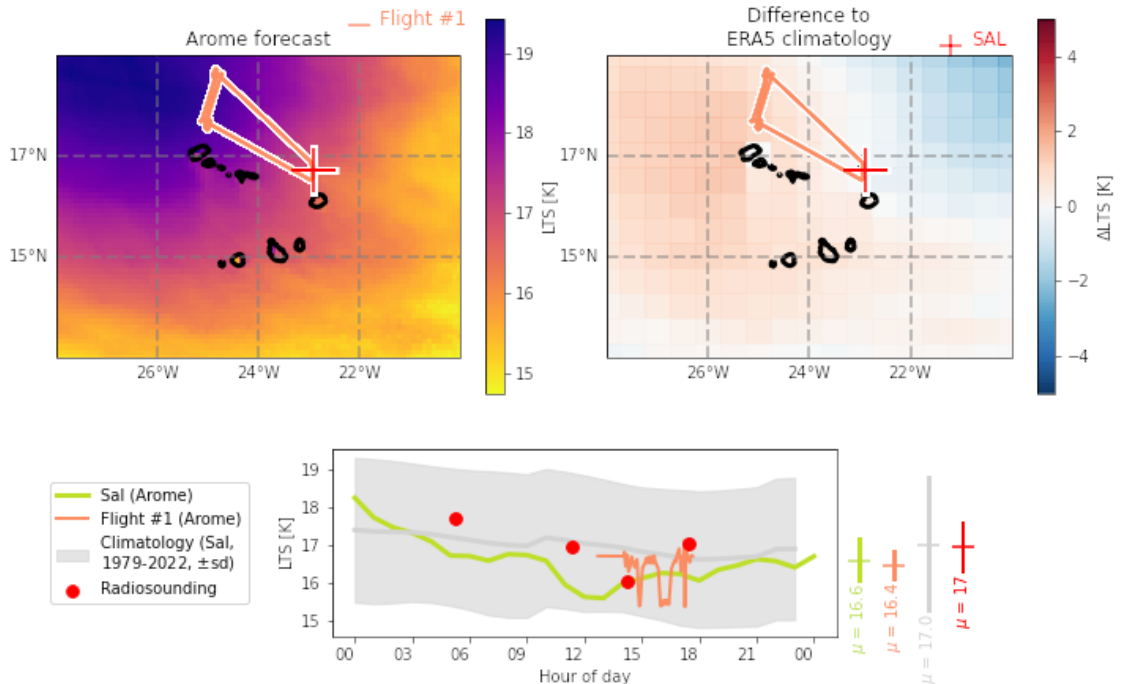 Flight #1
Arome forecast
17°N
15°N
26°W
24°W
22°W
19
18
17
16
15
LTS [K]
Difference to
ERA5 climatology
SAL
17°N
15°N
26°W
24°W
22°W
4
2
0
−2
−4
ΔLTS [K]
Sal (Arome)
Flight #1 (Arome)
Climatology (Sal,
1979-2022, ±sd)
Radiosounding
LTS [K]
19
18
17
16
15
00
03
06
09
12
15
18
21
00
Hour of day
μ = 16.6
μ = 16.4
μ = 17.0
μ = 17